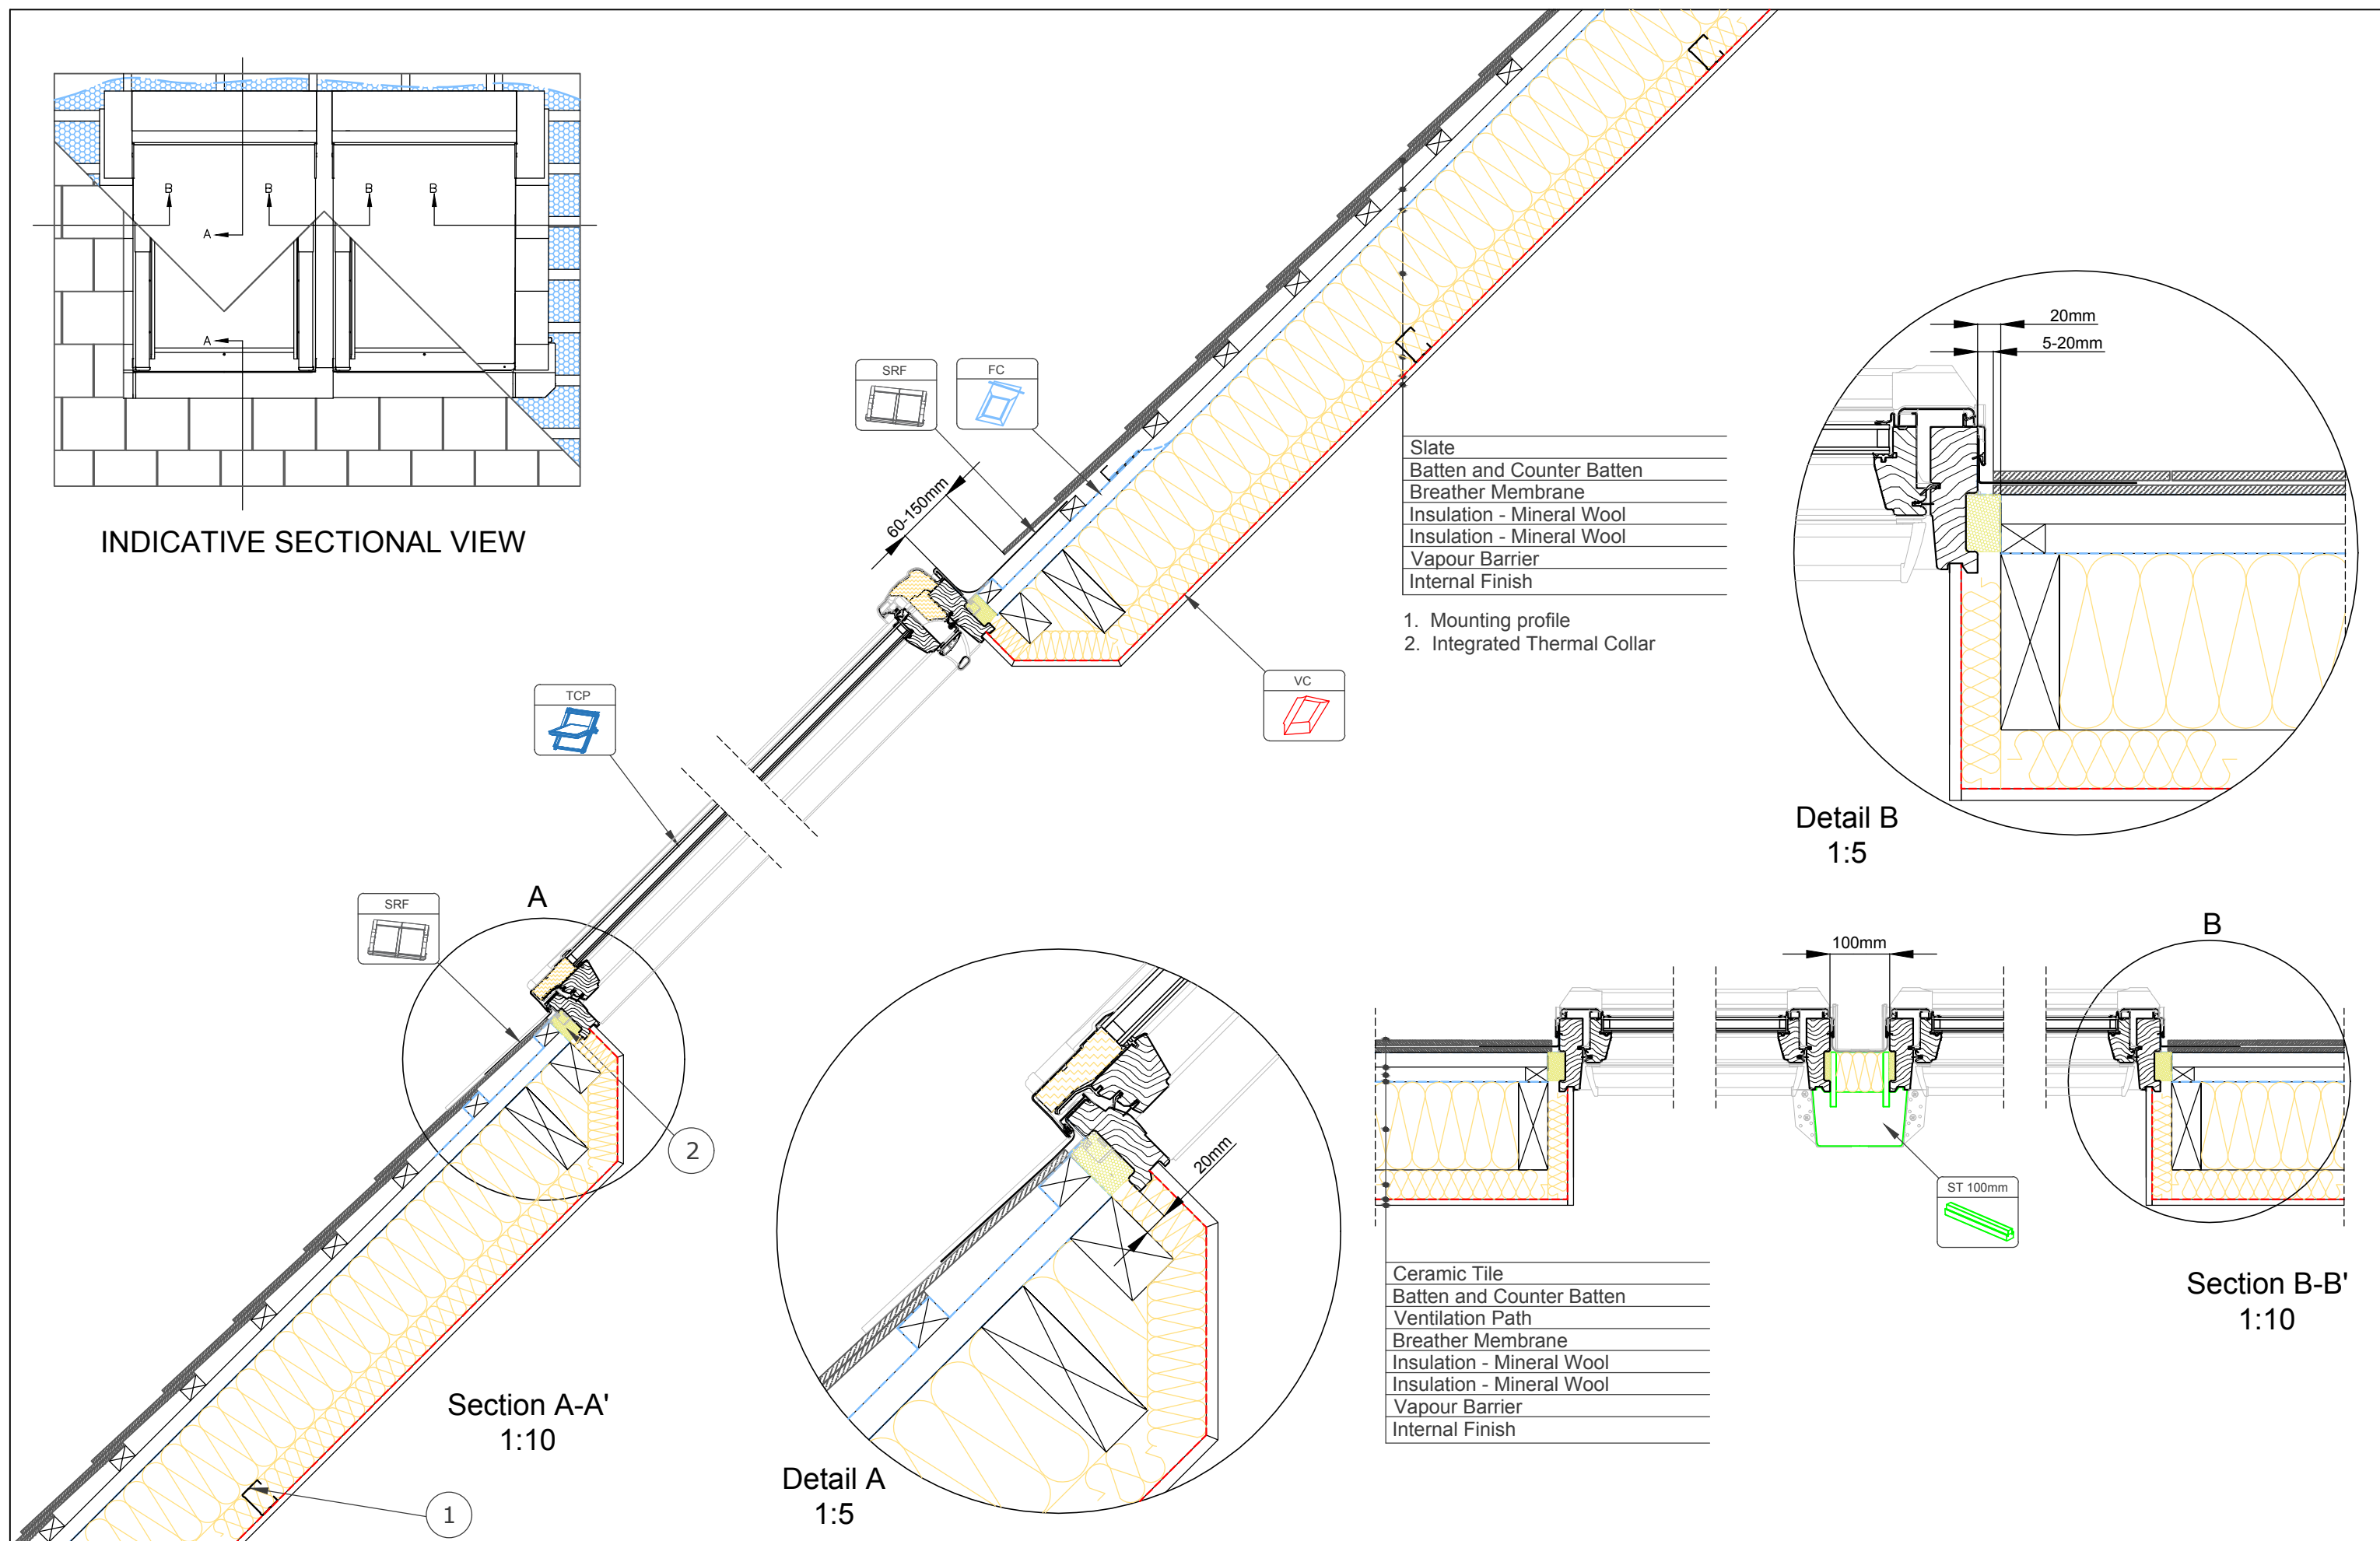 B
B
B
B
A
A
INDICATIVE SECTIONAL VIEW
SRF
FC
60-150mm
Slate
Batten and Counter Batten
Breather Membrane
Insulation - Mineral Wool
Insulation - Mineral Wool
Vapour Barrier
Internal Finish
1. Mounting profile
2. Integrated Thermal Collar
VC
TCP
20mm
5-20mm
Detail B
1:5
SRF
A
2
1
Section A-A'
1:10
20mm
Detail A
1:5
100mm
B
ST 100mm
Section B-B'
1:10
Ceramic Tile
Batten and Counter Batten
Ventilation Path
Breather Membrane
Insulation - Mineral Wool
Insulation - Mineral Wool
Vapour Barrier
Internal Finish